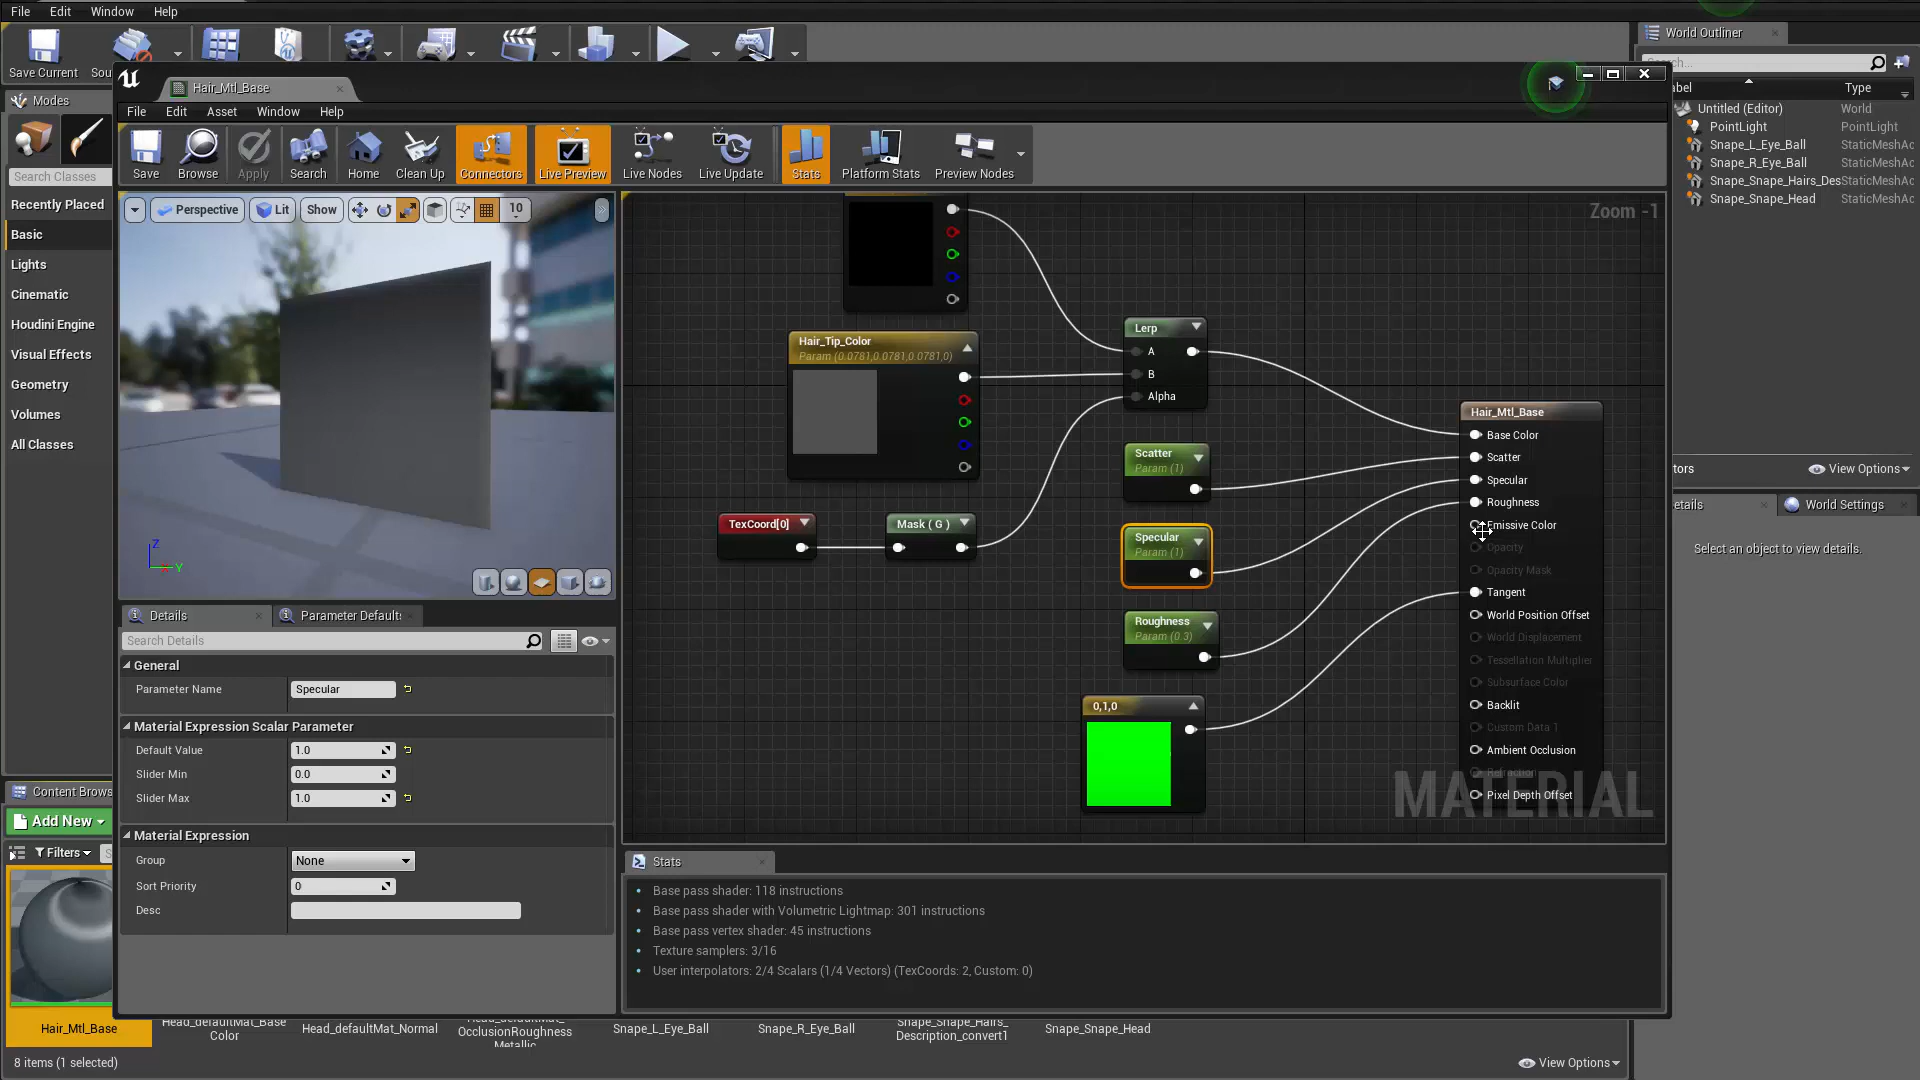 File Edit Window Help
World Outliner
Save Current
Sou
Search...
Modes
Hair_Mtl_Base
abel
Type
File Edit Asset Window Help
Untitled (Editor) World
PointLight PointLight
Snape_L_Eye_Ball StaticMeshAc
Snape_R_Eye_Ball StaticMeshAc
Snape_Snape_Hairs_Des StaticMeshAc
Snape_Snape_Head StaticMeshAc
Save Browse Apply Search Home Clean Up Connectors Live Preview Live Nodes Live Update Stats Platform Stats Preview Nodes
Search Classes
Recently Placed
Basic
Lights
Cinematic
Houdini Engine
Visual Effects
Geometry
Volumes
All Classes
Perspective Lit Show 10
Zoom -1
Hair_Tip_Color
Param (0.0781,0.0781,0.0781,0)
Lerp
A
B
Alpha
TexCoord[0]
Mask ( G )
Scatter
Param (1)
Specular
Param (1)
Roughness
Param (0.3)
0,1,0
Hair_Mtl_Base
Base Color
Scatter
Specular
Roughness
Emissive Color
Opacity
Opacity Mask
Tangent
World Position Offset
World Displacement
Tessellation Multiplier
Subsurface Color
Backlit
Custom Data 1
Ambient Occlusion
Refraction
Pixel Depth Offset
MATERIAL
Z
Y
tors
View Options
etails
World Settings
Select an object to view details.
Details
Parameter Default
Search Details
General
Parameter Name Specular
Material Expression Scalar Parameter
Default Value 1.0
Slider Min 0.0
Slider Max 1.0
Material Expression
Group None
Sort Priority 0
Desc
Stats
Base pass shader: 118 instructions
Base pass shader with Volumetric Lightmap: 301 instructions
Base pass vertex shader: 45 instructions
Texture samplers: 3/16
User interpolators: 2/4 Scalars (1/4 Vectors) (TexCoords: 2, Custom: 0)
Content Brows
Add New
Filters
S
Hair_Mtl_Base
Head_defaultMat_Base
Color
Head_defaultMat_Normal
Head_defaultMat_
OcclusionRoughness
Metallic
Snape_L_Eye_Ball
Snape_R_Eye_Ball
Snape_Snape_Hairs_
Description_convert1
Snape_Snape_Head
8 items (1 selected)
View Options